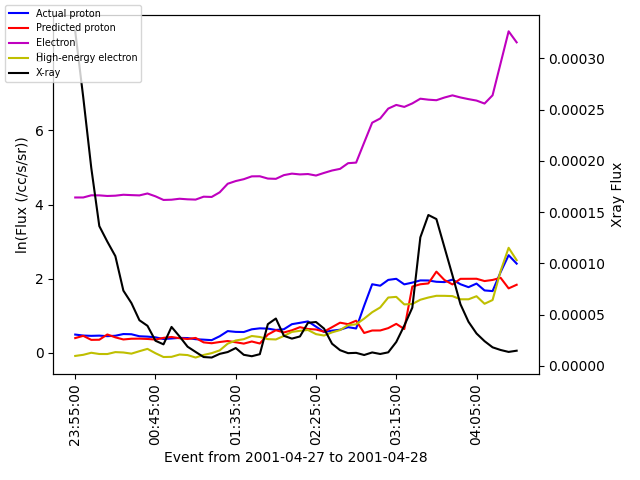 Actual proton
Predicted proton
Electron
High-energy electron
X-ray
ln(Flux (/cc/s/sr))
6
4
2
0
0.00030
0.00025
0.00020
0.00015
0.00010
0.00005
0.00000
Xray Flux
23:55:00
00:45:00
01:35:00
02:25:00
03:15:00
04:05:00
Event from 2001-04-27 to 2001-04-28